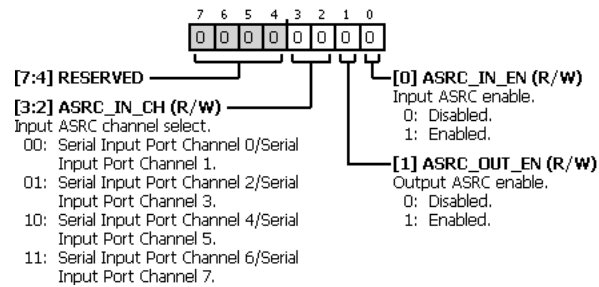 7 6 5 4 3 2 1 0
0 0 0 0 0 0 0 0
[7:4] RESERVED
[3:2] ASRC_IN_CH (R/W)
Input ASRC channel select.
00: Serial Input Port Channel 0/Serial
Input Port Channel 1.
01: Serial Input Port Channel 2/Serial
Input Port Channel 3.
10: Serial Input Port Channel 4/Serial
Input Port Channel 5.
11: Serial Input Port Channel 6/Serial
Input Port Channel 7.
[0] ASRC_IN_EN (R/W)
Input ASRC enable.
0: Disabled.
1: Enabled.
[1] ASRC_OUT_EN (R/W)
Output ASRC enable.
0: Disabled.
1: Enabled.